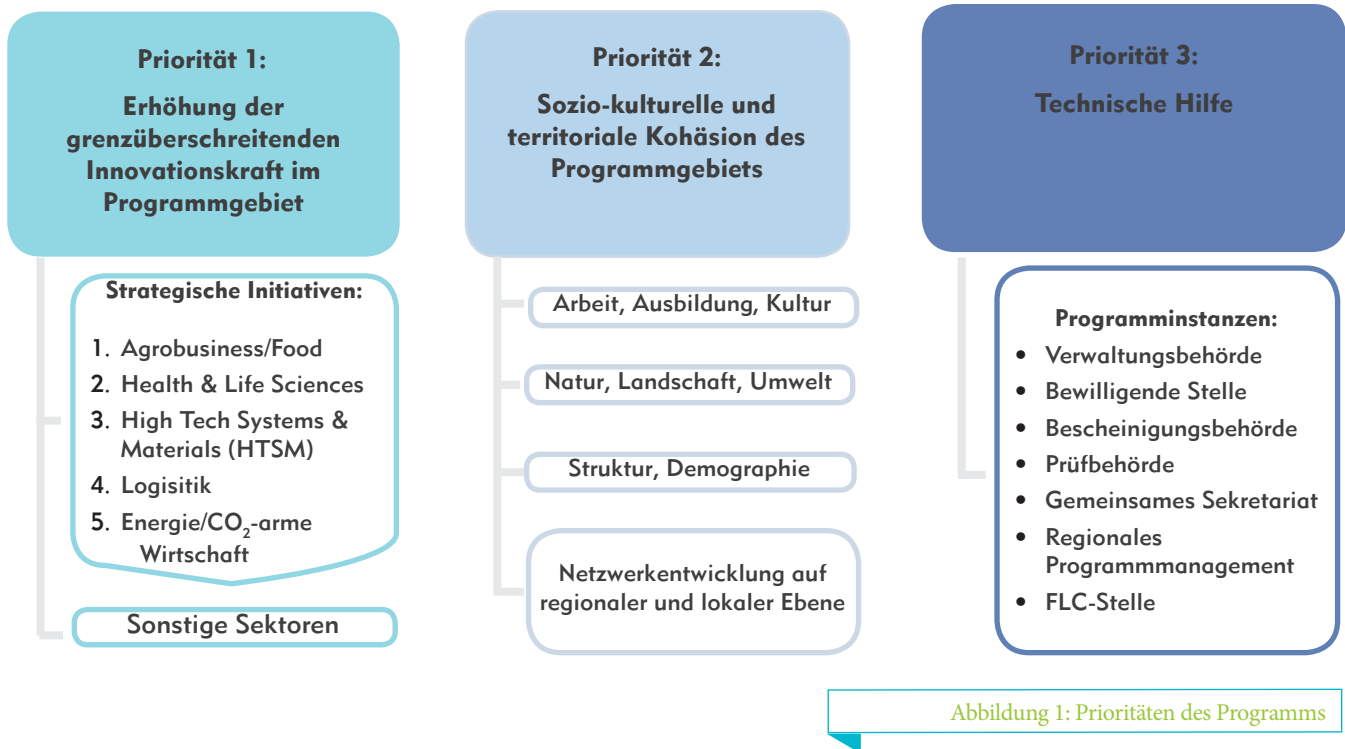 Priorität 1:
Erhöhung der
grenzüberschreitenden
Innovationskraft im
Programmgebiet
Strategische Initiativen:
1. Agrobusiness/Food
2. Health & Life Sciences
3. High Tech Systems &
Materials (HTSM)
4. Logisitik
5. Energie/CO₂-arme
Wirtschaft
Sonstige Sektoren
Priorität 2:
Sozio-kulturelle und
territoriale Kohäsion des
Programmgebiets
Arbeit, Ausbildung, Kultur
Natur, Landschaft, Umwelt
Struktur, Demographie
Netzwerkentwicklung auf
regionaler und lokaler Ebene
Priorität 3:
Technische Hilfe
Programminstanzen:
• Verwaltungsbehörde
• Bewilligende Stelle
• Bescheinigungsbehörde
• Prüfbehörde
• Gemeinsames Sekretariat
• Regionales
Programmmanagement
• FLC-Stelle
Abbildung 1: Prioritäten des Programms